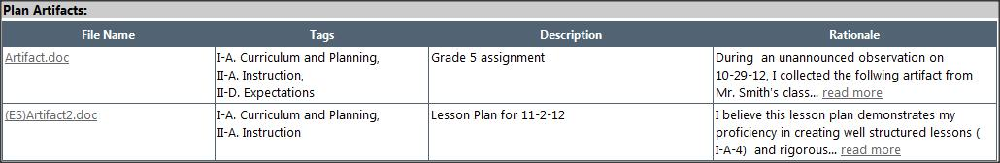 Plan Artifacts:
File Name Tags Description Rationale
Artifact.doc I-A. Curriculum and Planning, Grade 5 assignment During an unannounced observation on
II-A. Instruction, 10-29-12, I collected the follwing artifact from
II-D. Expectations Mr. Smith's class... read more
(ES)Artifact2.doc I-A. Curriculum and Planning, Lesson Plan for 11-2-12 I believe this lesson plan demonstrates my
II-A. Instruction proficiency in creating well structured lessons (
I-A-4) and rigorous... read more